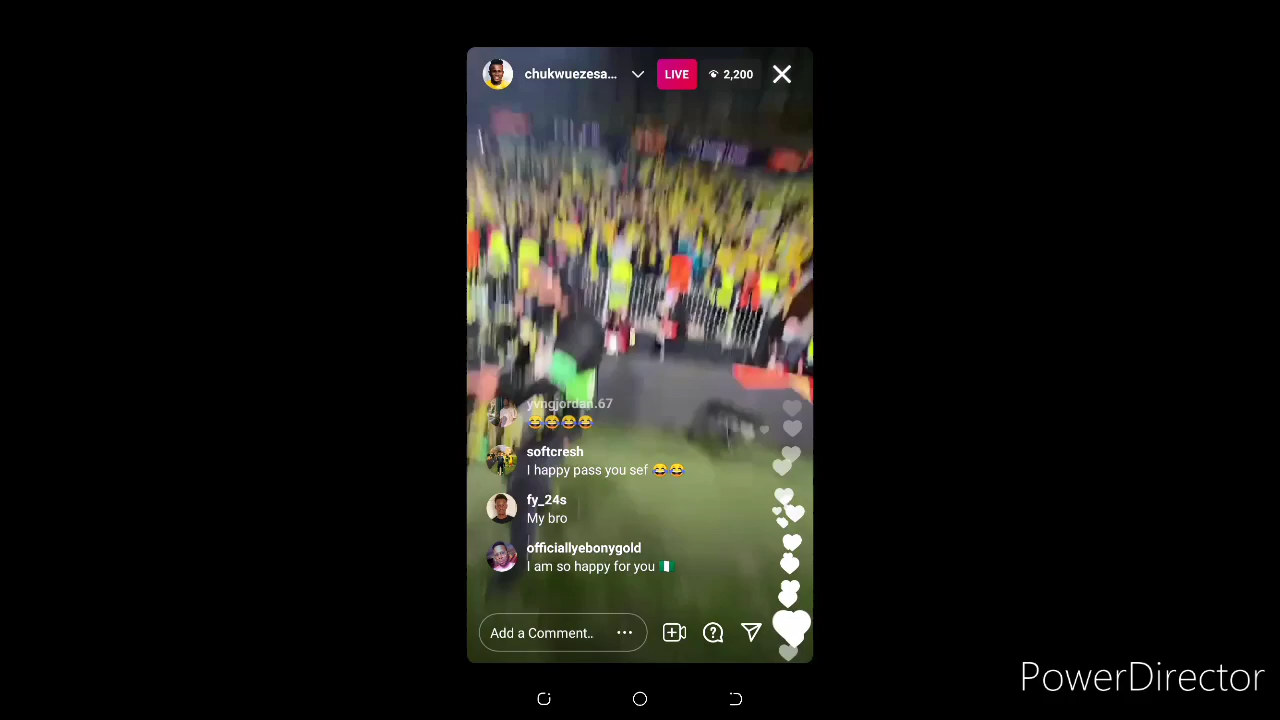 chukwuezesa...
LIVE
2,200
yvngjordan.67
😂😂😂😂
softcresh
I happy pass you sef 😂😂
fy_24s
My bro
officiallyebonygold
I am so happy for you 🇳🇬
Add a Comment..
PowerDirector